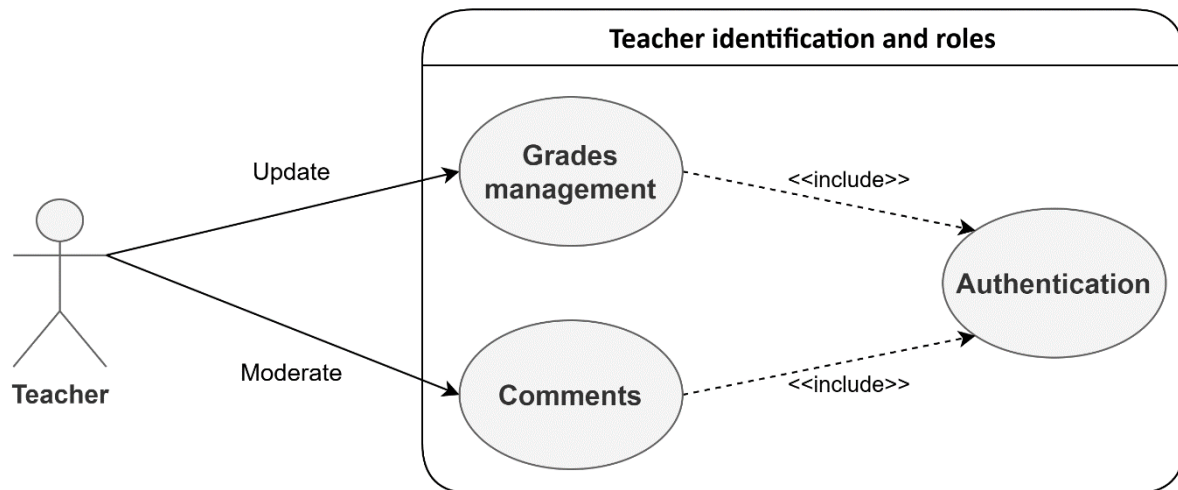 Teacher identification and roles
Update
Grades
management
<<include>>
Authentication
Teacher
Moderate
Comments
<<include>>